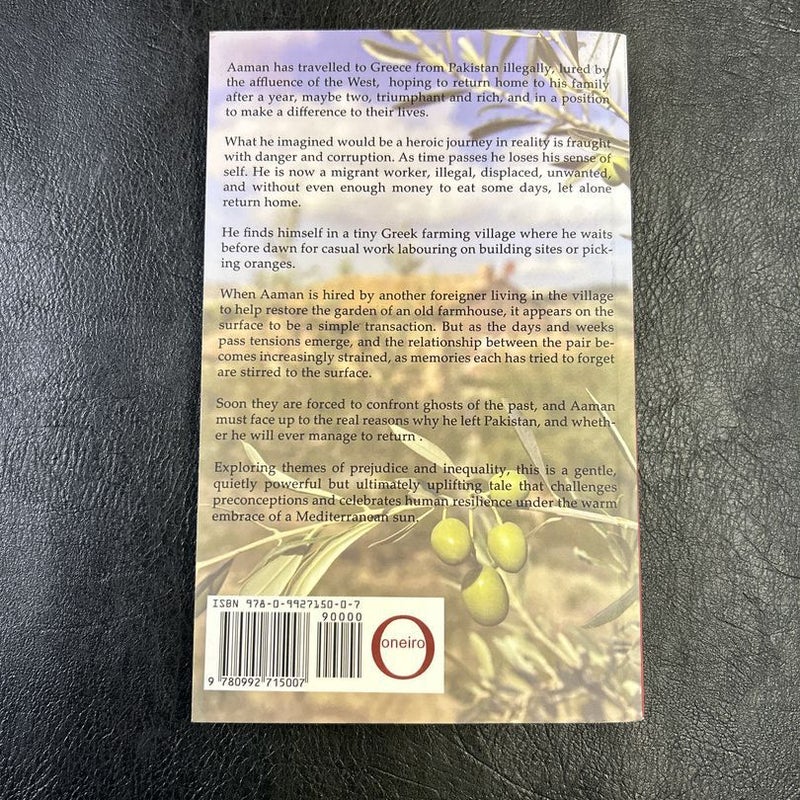 Aaman has travelled to Greece from Pakistan illegally, lured by
the affluence of the West, hoping to return home to his family
after a year, maybe two, triumphant and rich, and in a position
to make a difference to their lives.
What he imagined would be a heroic journey in reality is fraught
with danger and corruption. As time passes he loses his sense of
self. He is now a migrant worker, illegal, displaced, unwanted,
and without even enough money to eat some days, let alone
return home.
He finds himself in a tiny Greek farming village where he waits
before dawn for casual work labouring on building sites or pick-
ing oranges.
When Aaman is hired by another foreigner living in the village
to help restore the garden of an old farmhouse, it appears on the
surface to be a simple transaction. But as the days and weeks
pass tensions emerge, and the relationship between the pair be-
comes increasingly strained, as memories each has tried to forget
are stirred to the surface.
Soon they are forced to confront ghosts of the past, and Aaman
must face up to the real reasons why he left Pakistan, and wheth-
er he will ever manage to return .
Exploring themes of prejudice and inequality, this is a gentle,
quietly powerful but ultimately uplifting tale that challenges
preconceptions and celebrates human resilience under the warm
embrace of a Mediterranean sun.
ISBN 978-0-9927150-0-7
90000
oneiro
9 780992 715007